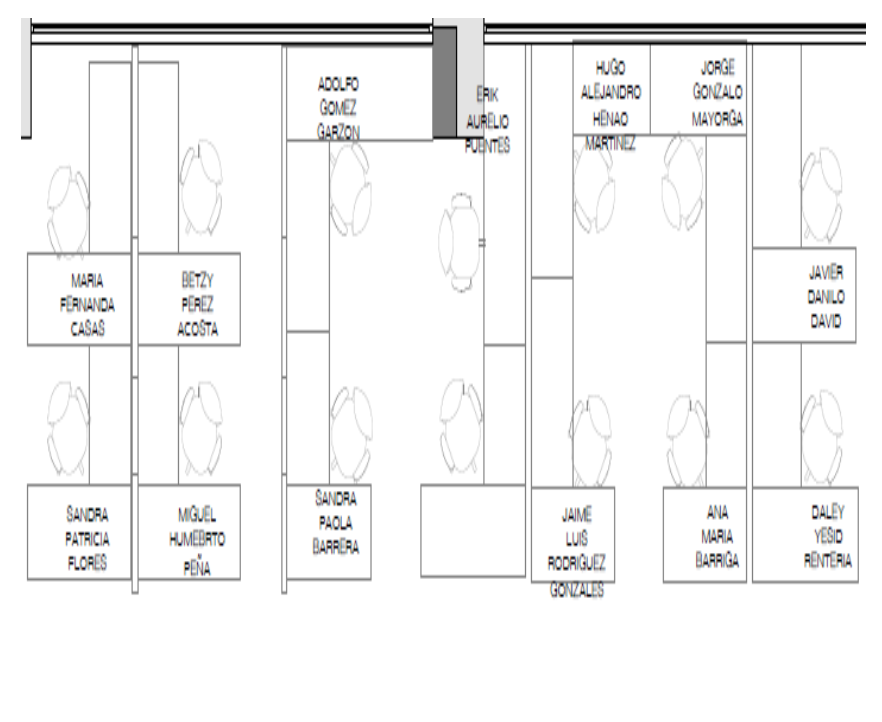 ADOLFO
GOMEZ
GARZON
ERIK
AURELIO
PUENTES
HUGO
ALEJANDRO
HENAO
MARTINEZ
JORGE
GONZALO
MAYORGA
MARIA
FERNANDA
CASAS
BETZY
PEREZ
ACOSTA
JAVIER
DANILO
DAVID
SANDRA
PATRICIA
FLORES
MIGUEL
HUMEBRTO
PEÑA
SANDRA
PAOLA
BARRERA
JAIME
LUIS
RODRIGUEZ
GONZALES
ANA
MARIA
BARRIGA
DALEY
YESID
RENTERIA